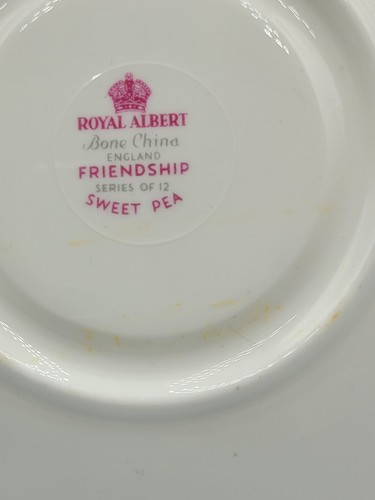 ROYAL ALBERT
Bone China
ENGLAND
FRIENDSHIP
SERIES OF 12
SWEET PEA